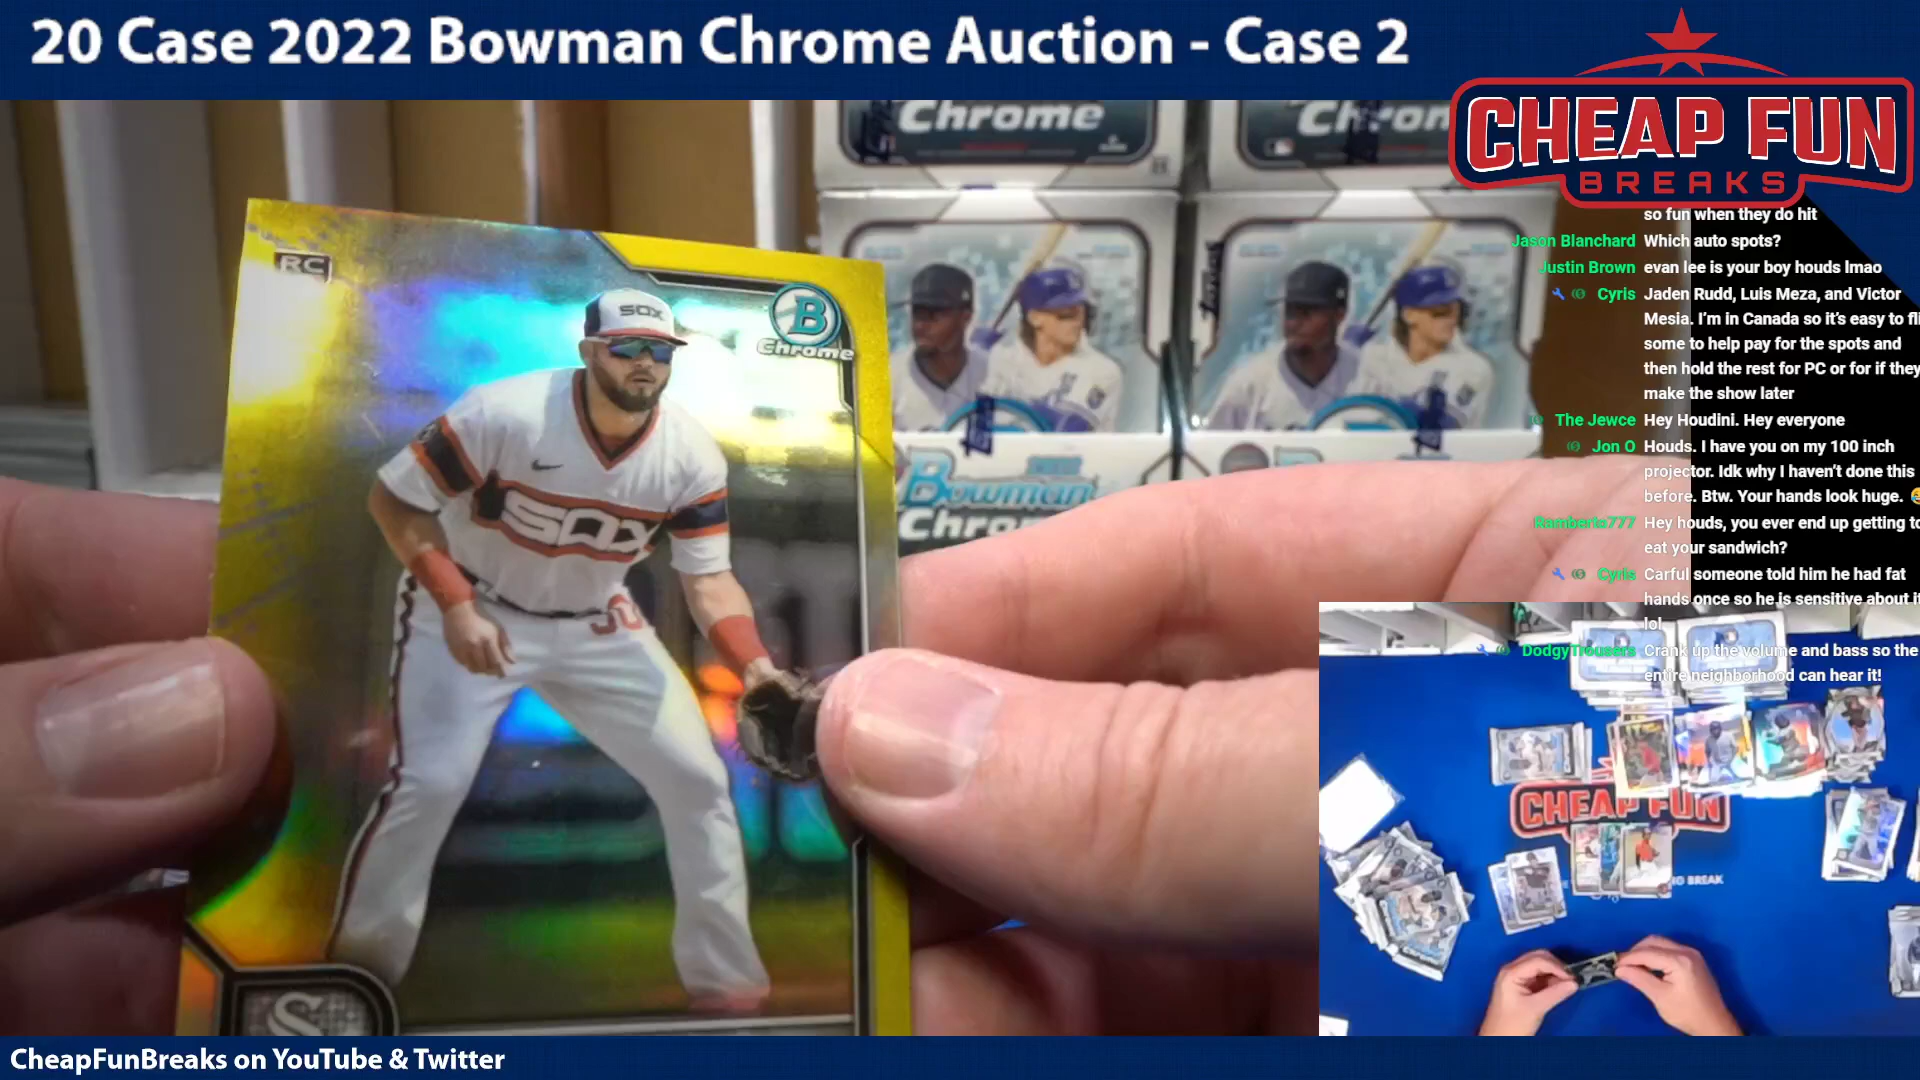 20 Case 2022 Bowman Chrome Auction - Case 2
CHEAP FUN
BREAKS
Chrome
Chrom
RC
B
Chrome
SOX
SOX
Bowman
Chro
so fun when they do hit
Jason Blanchard Which auto spots?
Justin Brown evan lee is your boy houds lmao
Cyris Jaden Rudd, Luis Meza, and Victor
Mesia. I'm in Canada so it's easy to fli
some to help pay for the spots and
then hold the rest for PC or for if they
make the show later
The Jewce Hey Houdini. Hey everyone
Jon O Houds. I have you on my 100 inch
projector. Idk why I haven't done this
before. Btw. Your hands look huge. 😂
Ramberto777 Hey houds, you ever end up getting to
eat your sandwich?
Cyris Carful someone told him he had fat
hands once so he is sensitive about it
lol
DodgyTrousers Crank up the volume and bass so the
entire neighborhood can hear it!
CHEAP FUN
BREAK
CheapFunBreaks on YouTube & Twitter